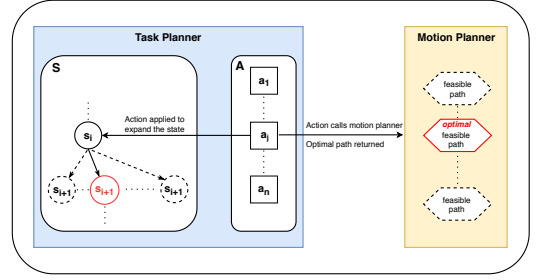 Task Planner
Motion Planner
S
A
a1
feasible
path
Action applied to
expand the state
Action calls motion planner
optimal
feasible
path
si
aj
Optimal path returned
si+1
si+1
si+1
an
feasible
path